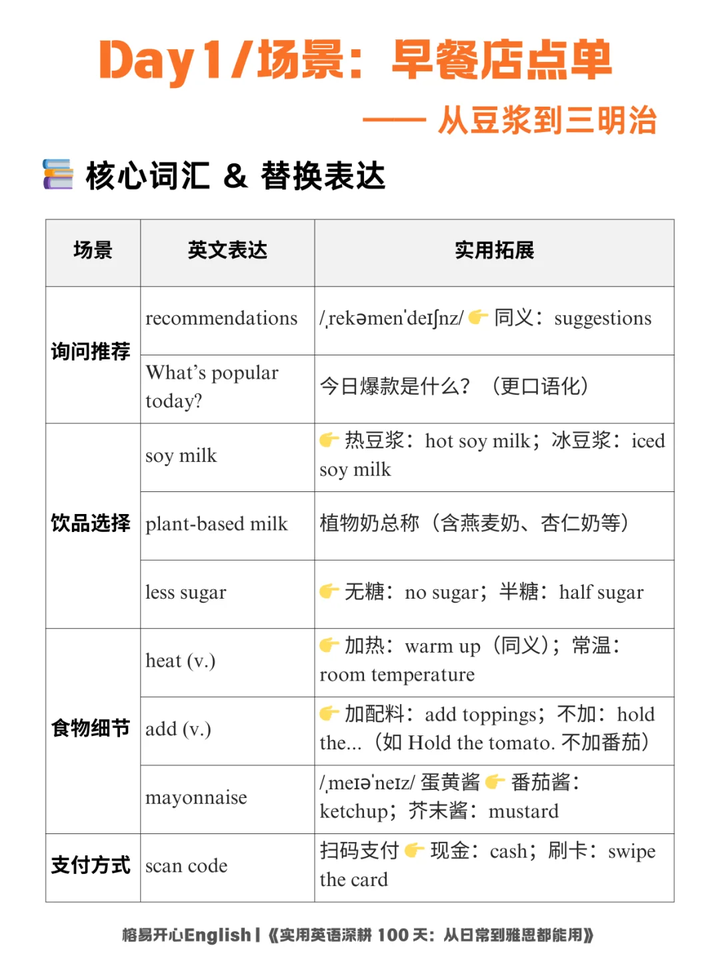 Day1/场景：早餐店点单
—— 从豆浆到三明治
核心词汇 & 替换表达
场景 英文表达 实用拓展
询问推荐
recommendations /ˌrekəmenˈdeɪʃnz/ 👉 同义：suggestions
What's popular
today?
今日爆款是什么？（更口语化）
饮品选择
soy milk
👉 热豆浆：hot soy milk；冰豆浆：iced
soy milk
plant-based milk 植物奶总称（含燕麦奶、杏仁奶等）
less sugar 👉 无糖：no sugar；半糖：half sugar
食物细节
heat (v.)
👉 加热：warm up（同义）；常温：
room temperature
add (v.)
👉 加配料：add toppings；不加：hold
the...（如 Hold the tomato. 不加番茄）
mayonnaise
/ˌmeɪəˈneɪz/ 蛋黄酱 👉 番茄酱：
ketchup；芥末酱：mustard
支付方式
scan code
扫码支付 👉 现金：cash；刷卡：swipe
the card
榕易开心English |《实用英语深耕 100 天：从日常到雅思都能用》